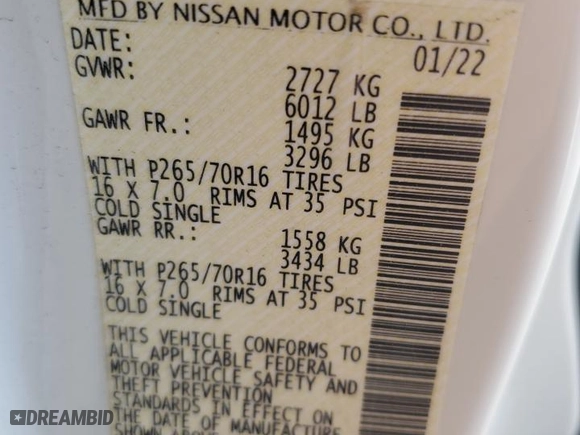 MFD BY NISSAN MOTOR CO., LTD.
DATE: 01/22
GVWR: 2727 KG
6012 LB
GAWR FR.: 1495 KG
3296 LB
WITH P265/70R16 TIRES
16 X 7.0 RIMS AT 35 PSI
COLD SINGLE
GAWR RR.: 1558 KG
3434 LB
WITH P265/70R16 TIRES
16 X 7.0 RIMS AT 35 PSI
COLD SINGLE
THIS VEHICLE CONFORMS TO
ALL APPLICABLE FEDERAL
MOTOR VEHICLE SAFETY AND
THEFT PREVENTION
STANDARDS IN EFFECT ON
THE DATE OF MANUFACTURE
SHOWN ABOVE
DREAMBID